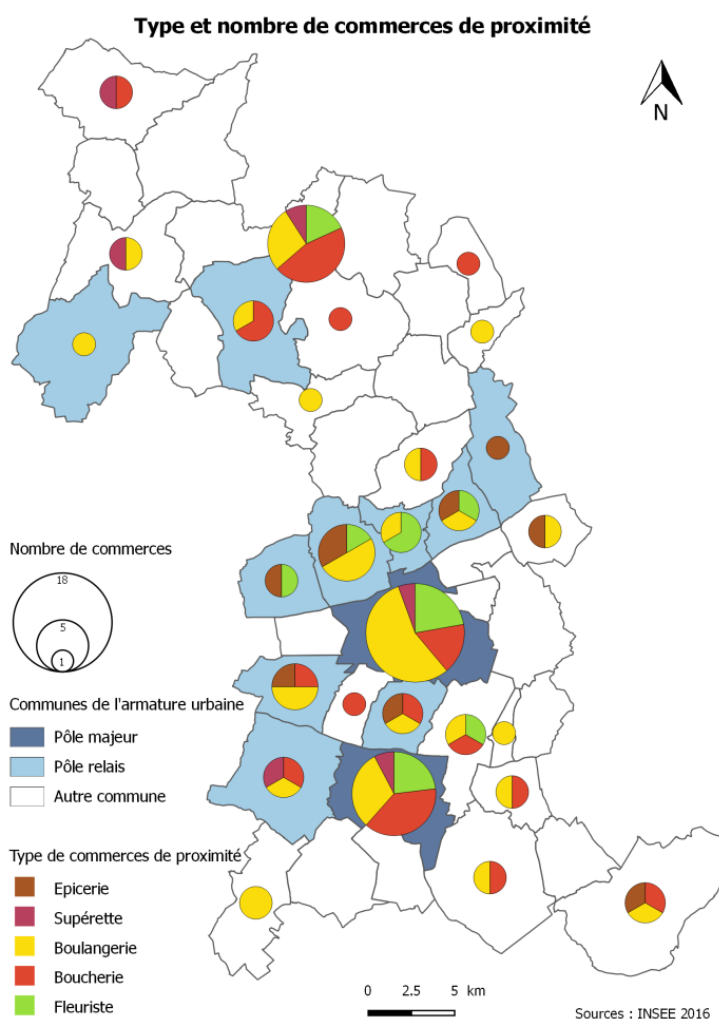 Type et nombre de commerces de proximité
N
Nombre de commerces
18
5
1
Communes de l'armature urbaine
Pôle majeur
Pôle relais
Autre commune
Type de commerces de proximité
Epicerie
Supérette
Boulangerie
Boucherie
Fleuriste
0 2.5 5 km
Sources : INSEE 2016